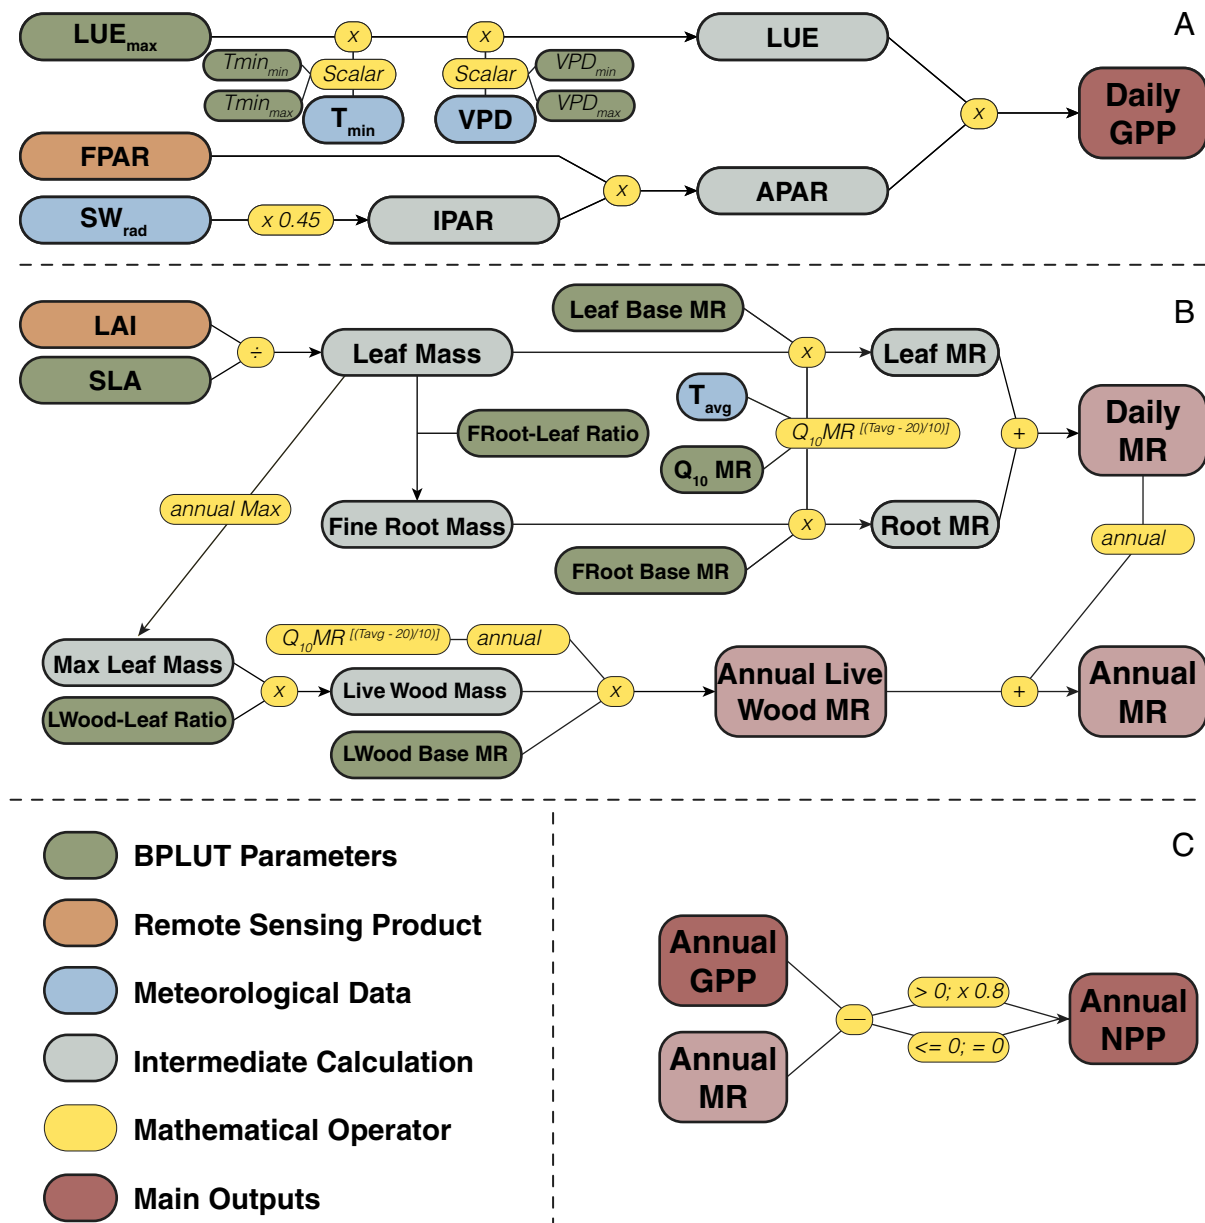 A
LUEmax
x
x
LUE
Tminmin
Scalar
Scalar
VPDmin
Tminmax
Tmin
VPD
VPDmax
Daily
GPP
x
FPAR
x
APAR
SWrad
x 0.45
IPAR
B
LAI
÷
SLA
Leaf Mass
Leaf Base MR
x
Leaf MR
Tavg
FRoot-Leaf Ratio
Q10MR [(Tavg - 20)/10)]
+
Daily
MR
Q10 MR
annual Max
Fine Root Mass
x
Root MR
annual
FRoot Base MR
Q10MR [(Tavg - 20)/10)]
annual
Max Leaf Mass
x
Live Wood Mass
x
Annual Live
Wood MR
+
Annual
MR
LWood-Leaf Ratio
LWood Base MR
BPLUT Parameters
Remote Sensing Product
Meteorological Data
Intermediate Calculation
Mathematical Operator
Main Outputs
C
Annual
GPP
—
> 0; x 0.8
<= 0; = 0
Annual
NPP
Annual
MR